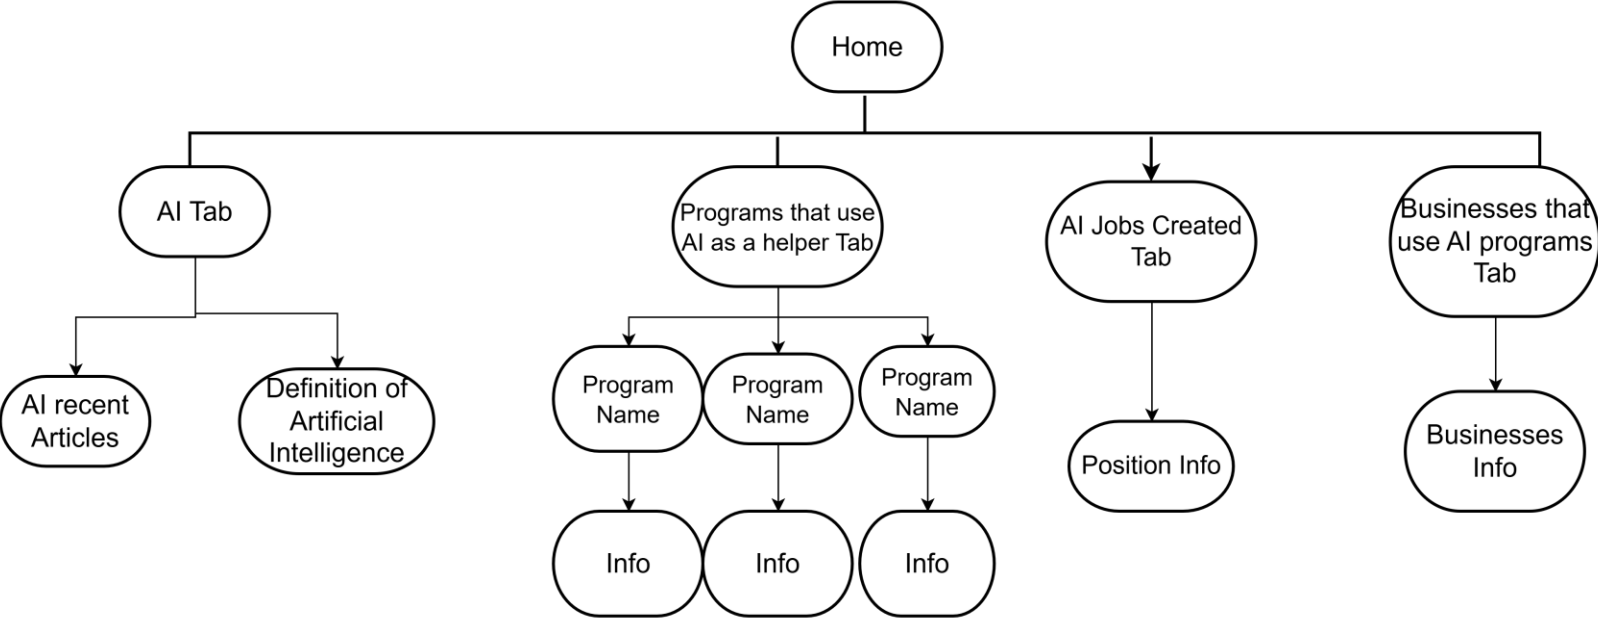 Home
AI Tab
Programs that use
AI as a helper Tab
AI Jobs Created
Tab
Businesses that
use AI programs
Tab
AI recent
Articles
Definition of
Artificial
Intelligence
Program
Name
Program
Name
Program
Name
Position Info
Businesses
Info
Info
Info
Info